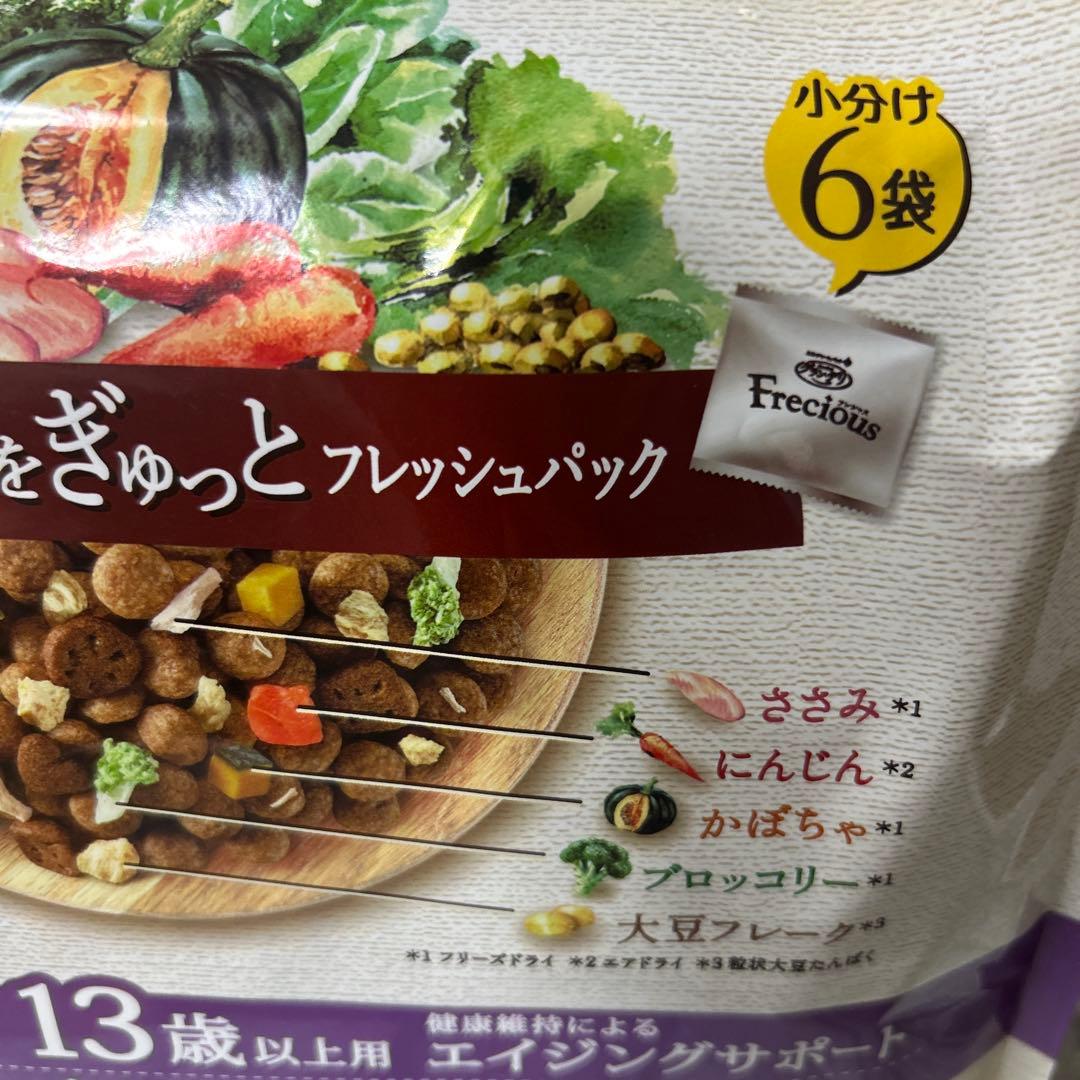 小分け
6袋
Frecious
をぎゅっとフレッシュパック
ささみ*1
にんじん*2
かぼちゃ*1
ブロッコリー*1
大豆フレーク*3
*1 フリーズドライ *2 エアドライ *3 粒状大豆たんぱく
13歳以上用
健康維持による
エイジングサポート